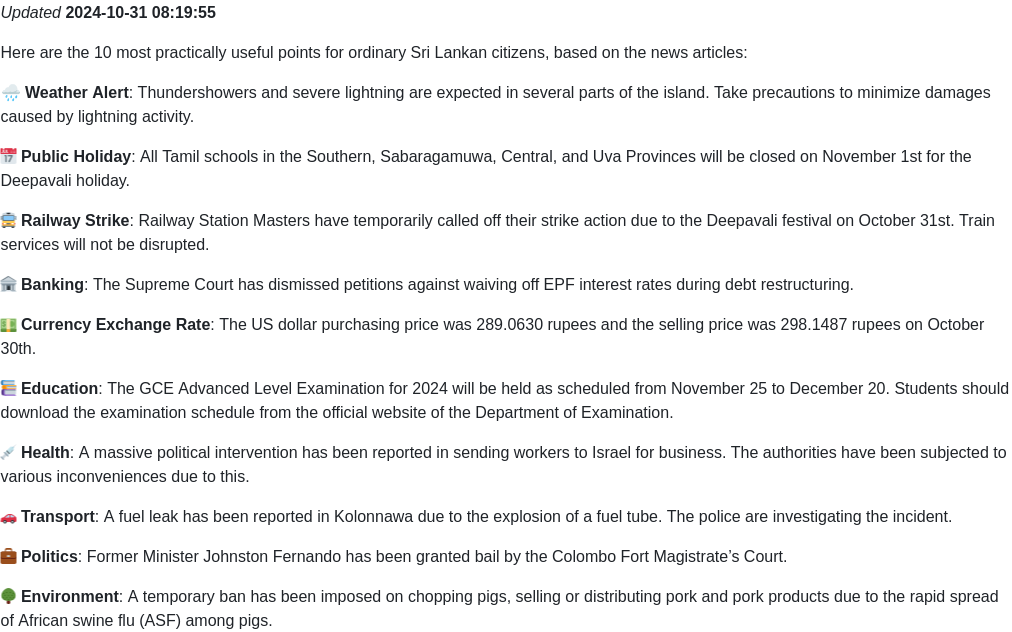 Updated 2024-10-31 08:19:55
Here are the 10 most practically useful points for ordinary Sri Lankan citizens, based on the news articles:
🌧️ Weather Alert: Thundershowers and severe lightning are expected in several parts of the island. Take precautions to minimize damages
caused by lightning activity.
📅 Public Holiday: All Tamil schools in the Southern, Sabaragamuwa, Central, and Uva Provinces will be closed on November 1st for the
Deepavali holiday.
🚊 Railway Strike: Railway Station Masters have temporarily called off their strike action due to the Deepavali festival on October 31st. Train
services will not be disrupted.
🏦 Banking: The Supreme Court has dismissed petitions against waiving off EPF interest rates during debt restructuring.
💵 Currency Exchange Rate: The US dollar purchasing price was 289.0630 rupees and the selling price was 298.1487 rupees on October
30th.
📚 Education: The GCE Advanced Level Examination for 2024 will be held as scheduled from November 25 to December 20. Students should
download the examination schedule from the official website of the Department of Examination.
💉 Health: A massive political intervention has been reported in sending workers to Israel for business. The authorities have been subjected to
various inconveniences due to this.
🚗 Transport: A fuel leak has been reported in Kolonnawa due to the explosion of a fuel tube. The police are investigating the incident.
💼 Politics: Former Minister Johnston Fernando has been granted bail by the Colombo Fort Magistrate’s Court.
🌳 Environment: A temporary ban has been imposed on chopping pigs, selling or distributing pork and pork products due to the rapid spread
of African swine flu (ASF) among pigs.